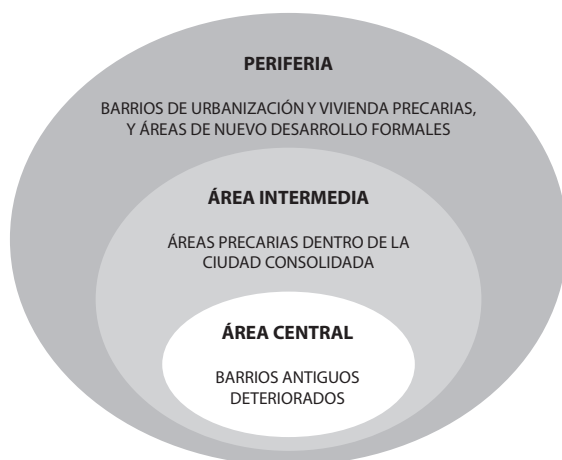 PERIFERIA
BARRIOS DE URBANIZACIÓN Y VIVIENDA PRECARIAS,
Y ÁREAS DE NUEVO DESARROLLO FORMALES
ÁREA INTERMEDIA
ÁREAS PRECARIAS DENTRO DE LA
CIUDAD CONSOLIDADA
ÁREA CENTRAL
BARRIOS ANTIGUOS
DETERIORADOS